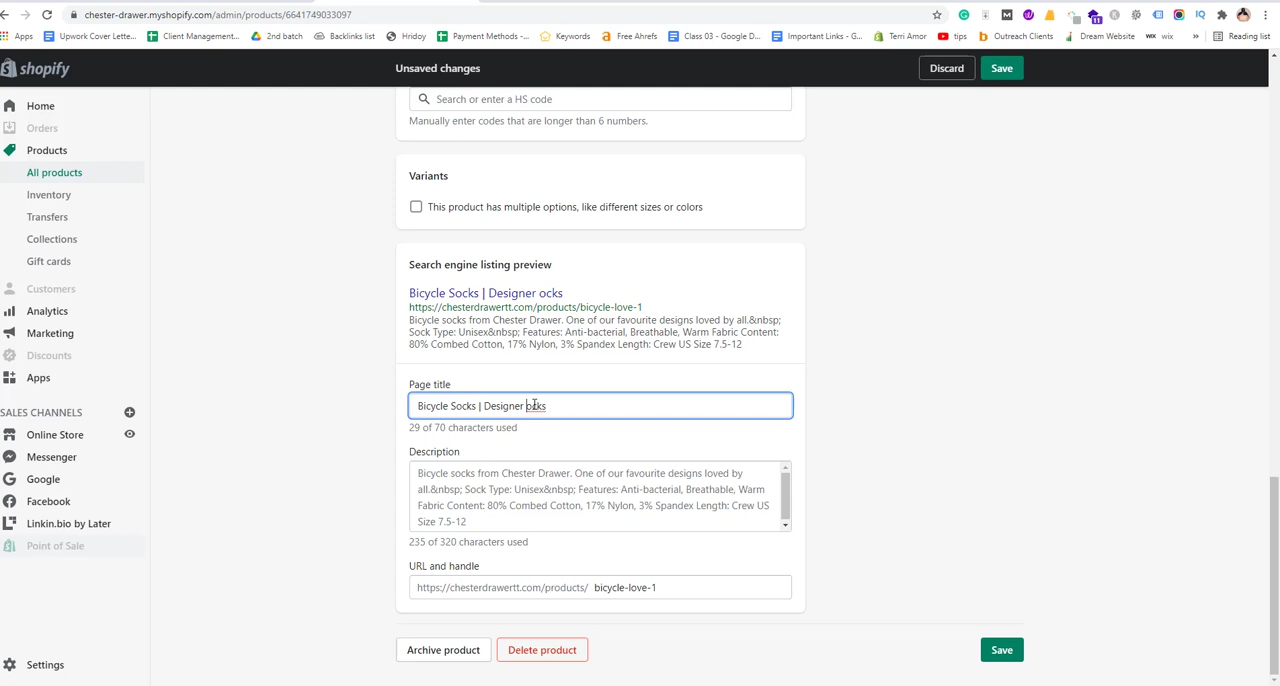 chester-drawer.myshopify.com/admin/products/6641749033097
Apps Upwork Cover Lette... Client Management... 2nd batch Backlinks list Hridoy Payment Methods -... Keywords Free Ahrefs Class 01 - Google D... Important Links - G... Terri Amor tips Outreach Clients Dream Website WIX wix » Reading list
shopify
Unsaved changes
Discard
Save
Home
Orders
Products
All products
Inventory
Transfers
Collections
Gift cards
Customers
Analytics
Marketing
Discounts
Apps
SALES CHANNELS
Online Store
Messenger
Google
Facebook
Linkin.bio by Later
Point of Sale
Settings
Search or enter a HS code
Manually enter codes that are longer than 6 numbers.
Variants
This product has multiple options, like different sizes or colors
Search engine listing preview
Bicycle Socks | Designer ocks
https://chesterdrawertt.com/products/bicycle-love-1
Bicycle socks from Chester Drawer. One of our favourite designs loved by all.&nbsp;
Sock Type: Unisex&nbsp; Features: Anti-bacterial, Breathable, Warm Fabric Content:
80% Combed Cotton, 17% Nylon, 3% Spandex Length: Crew US Size 7.5-12
Page title
Bicycle Socks | Designer ocks
29 of 70 characters used
Description
Bicycle socks from Chester Drawer. One of our favourite designs loved by
all.&nbsp; Sock Type: Unisex&nbsp; Features: Anti-bacterial, Breathable, Warm
Fabric Content: 80% Combed Cotton, 17% Nylon, 3% Spandex Length: Crew US
Size 7.5-12
235 of 320 characters used
URL and handle
https://chesterdrawertt.com/products/ bicycle-love-1
Archive product
Delete product
Save